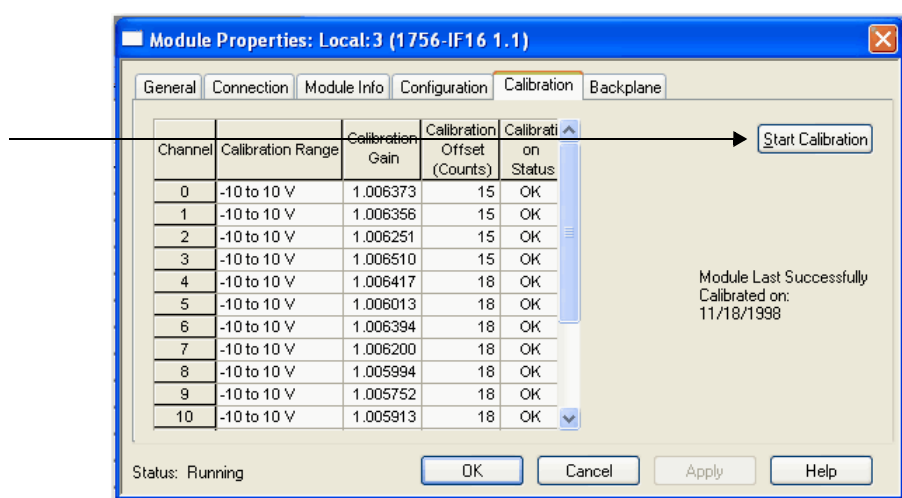 Module Properties: Local:3 (1756-IF16 1.1)
General Connection Module Info Configuration Calibration Backplane
Channel Calibration Range Calibration Gain Calibration Offset (Counts) Calibrati on Status
0 -10 to 10 V 1.006373 15 OK
1 -10 to 10 V 1.006356 15 OK
2 -10 to 10 V 1.006251 15 OK
3 -10 to 10 V 1.006510 15 OK
4 -10 to 10 V 1.006417 18 OK
5 -10 to 10 V 1.006013 18 OK
6 -10 to 10 V 1.006394 18 OK
7 -10 to 10 V 1.006200 18 OK
8 -10 to 10 V 1.005994 18 OK
9 -10 to 10 V 1.005752 18 OK
10 -10 to 10 V 1.005913 18 OK
Start Calibration
Module Last Successfully
Calibrated on:
11/18/1998
Status: Running
OK Cancel Apply Help